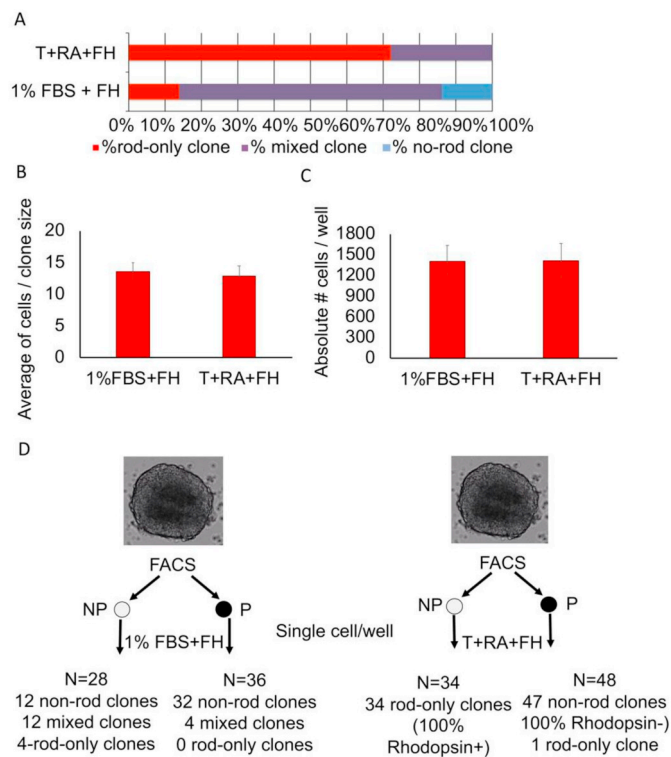 A
T+RA+FH
1% FBS + FH
0% 10% 20% 30% 40% 50% 60% 70% 80% 90% 100%
%rod-only clone % mixed clone % no-rod clone
B
Average of cells / clone size
20
15
10
5
0
1%FBS+FH T+RA+FH
C
Absolute # cells / well
1800
1500
1200
900
600
300
0
1%FBS+FH T+RA+FH
D
FACS
NP P
1% FBS+FH
N=28
12 non-rod clones
12 mixed clones
4-rod-only clones
N=36
32 non-rod clones
4 mixed clones
0 rod-only clones
Single cell/well
FACS
NP P
T+RA+FH
N=34
34 rod-only clones
(100%
Rhodopsin+)
N=48
47 non-rod clones
100% Rhodopsin-)
1 rod-only clone